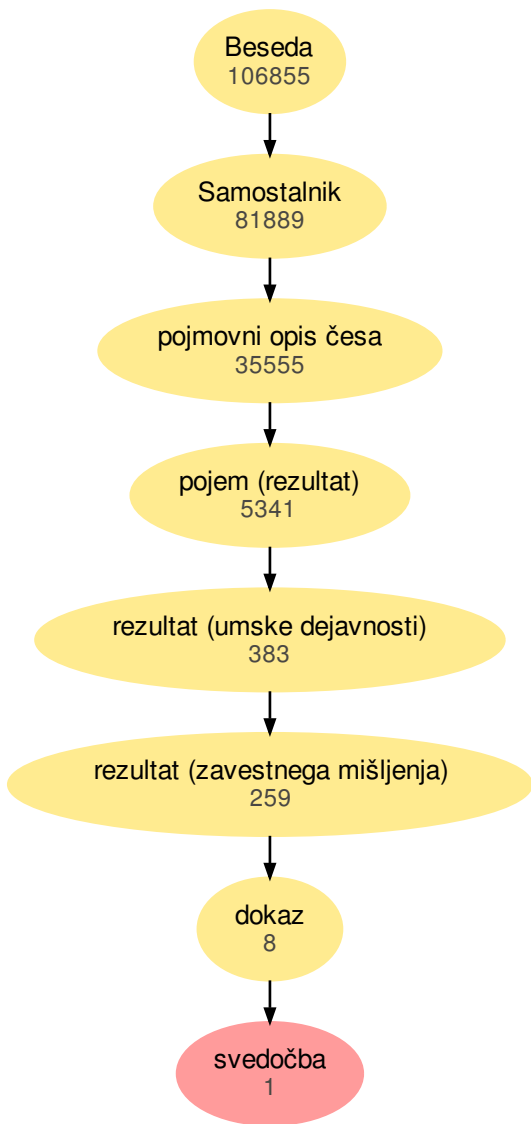 Beseda
106855
Samostalnik
81889
pojmovni opis česa
35555
pojem (rezultat)
5341
rezultat (umske dejavnosti)
383
rezultat (zavestnega mišljenja)
259
dokaz
8
svedočba
1